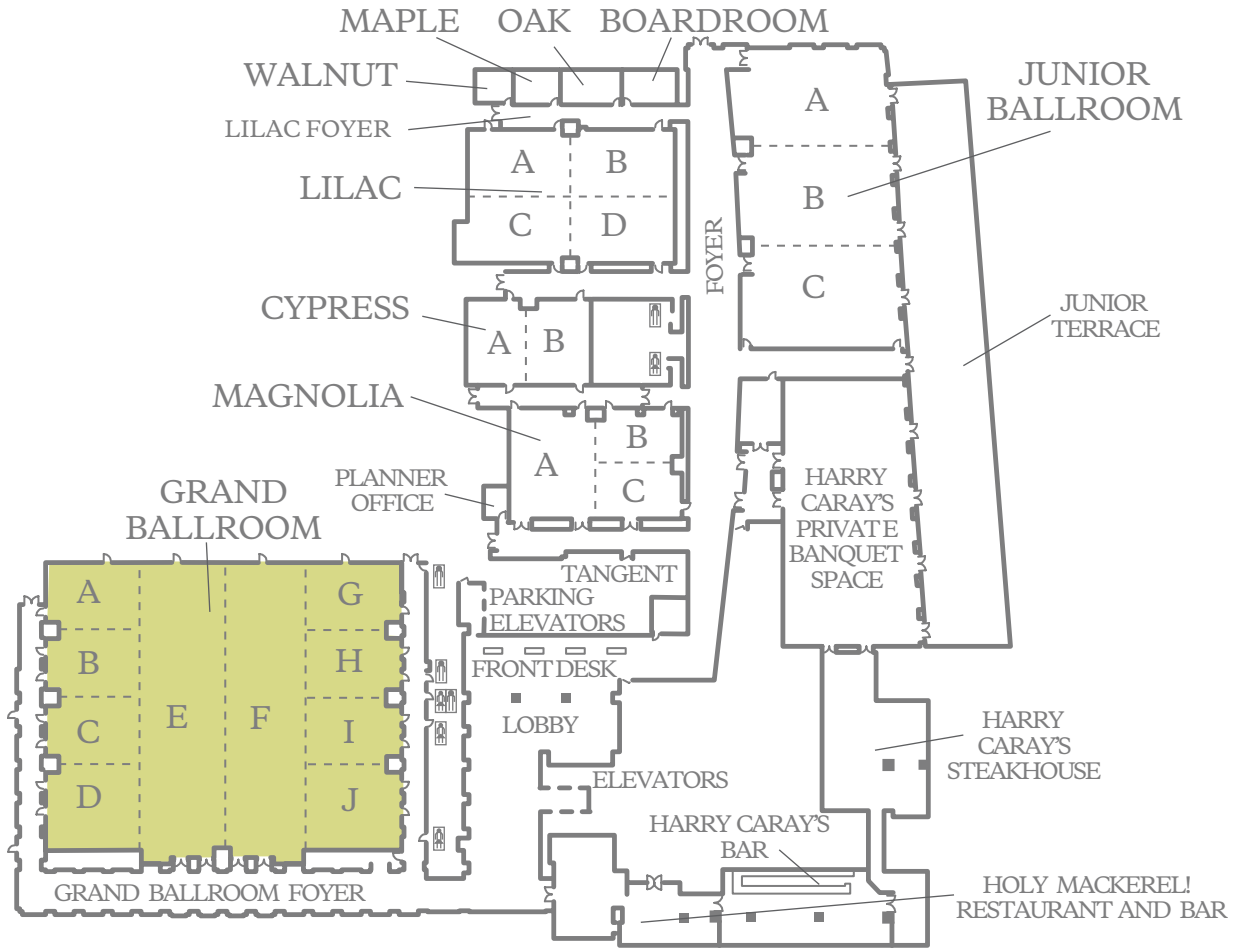 MAPLE OAK BOARDROOM
WALNUT
LILAC FOYER
JUNIOR
BALLROOM
A
A B
LILAC
C D
B
FOYER
C
CYPRESS
A B
JUNIOR
TERRACE
MAGNOLIA
A
B
C
PLANNER
OFFICE
HARRY
CARAY'S
PRIVATE
BANQUET
SPACE
GRAND
BALLROOM
TANGENT
PARKING
ELEVATORS
A
B
C
D
E
F
G
H
I
J
FRONT DESK
LOBBY
HARRY
CARAY'S
STEAKHOUSE
ELEVATORS
HARRY CARAY'S
BAR
GRAND BALLROOM FOYER
HOLY MACKEREL!
RESTAURANT AND BAR